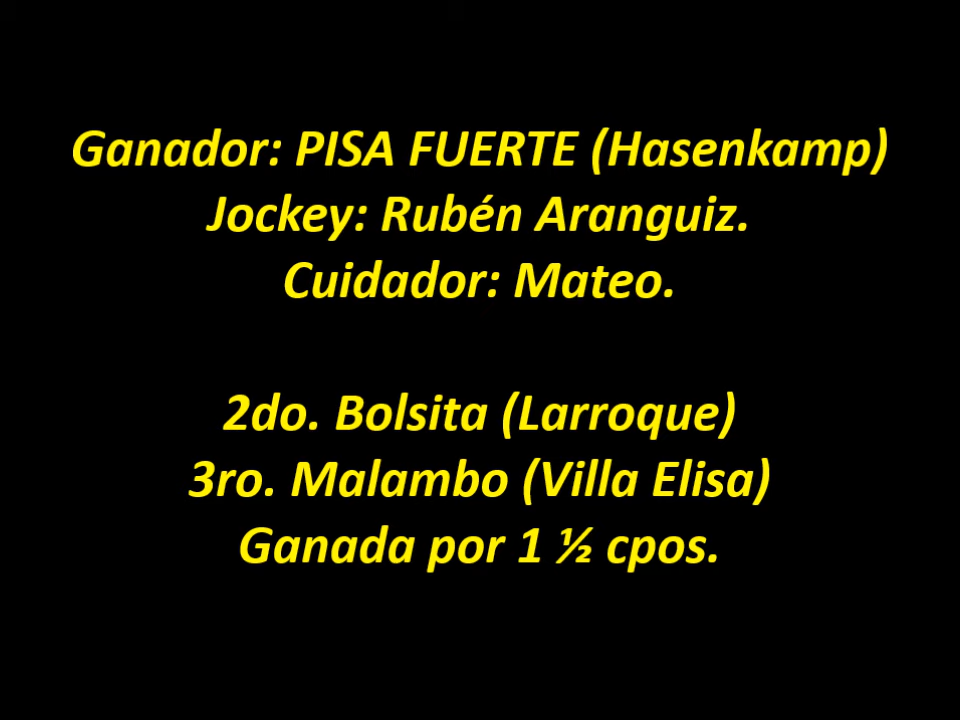 Ganador: PISA FUERTE (Hasenkamp)
Jockey: Rubén Aranguiz.
Cuidador: Mateo.
2do. Bolsita (Larroque)
3ro. Malambo (Villa Elisa)
Ganada por 1 ½ cpos.